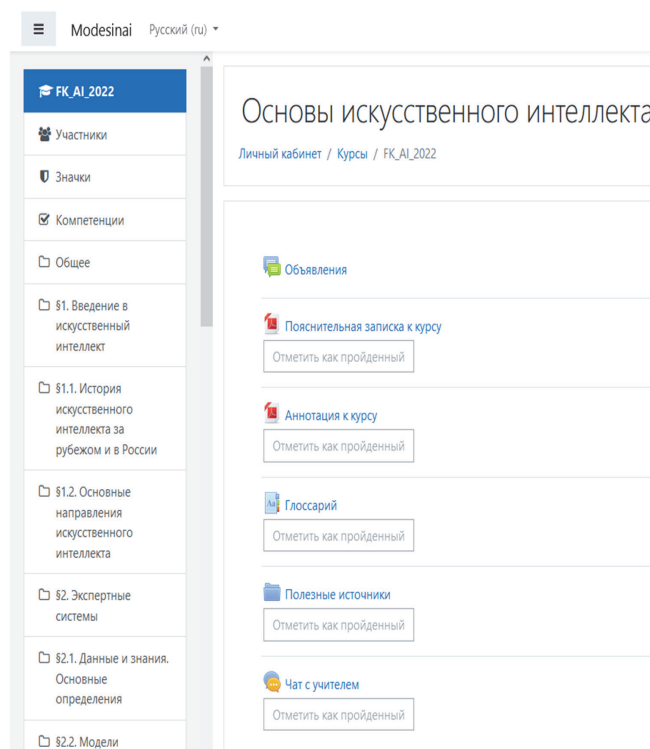 Modesinai Русский (ru)
FK_AI_2022
Участники
Значки
Компетенции
Общее
§1. Введение в
искусственный
интеллект
§1.1. История
искусственного
интеллекта за
рубежом и в России
§1.2. Основные
направления
искусственного
интеллекта
§2. Экспертные
системы
§2.1. Данные и знания.
Основные
определения
§2.2. Модели
Основы искусственного интеллекта
Личный кабинет / Курсы / FK_AI_2022
Объявления
Пояснительная записка к курсу
Отметить как пройденный
Аннотация к курсу
Отметить как пройденный
Глоссарий
Отметить как пройденный
Полезные источники
Отметить как пройденный
Чат с учителем
Отметить как пройденный